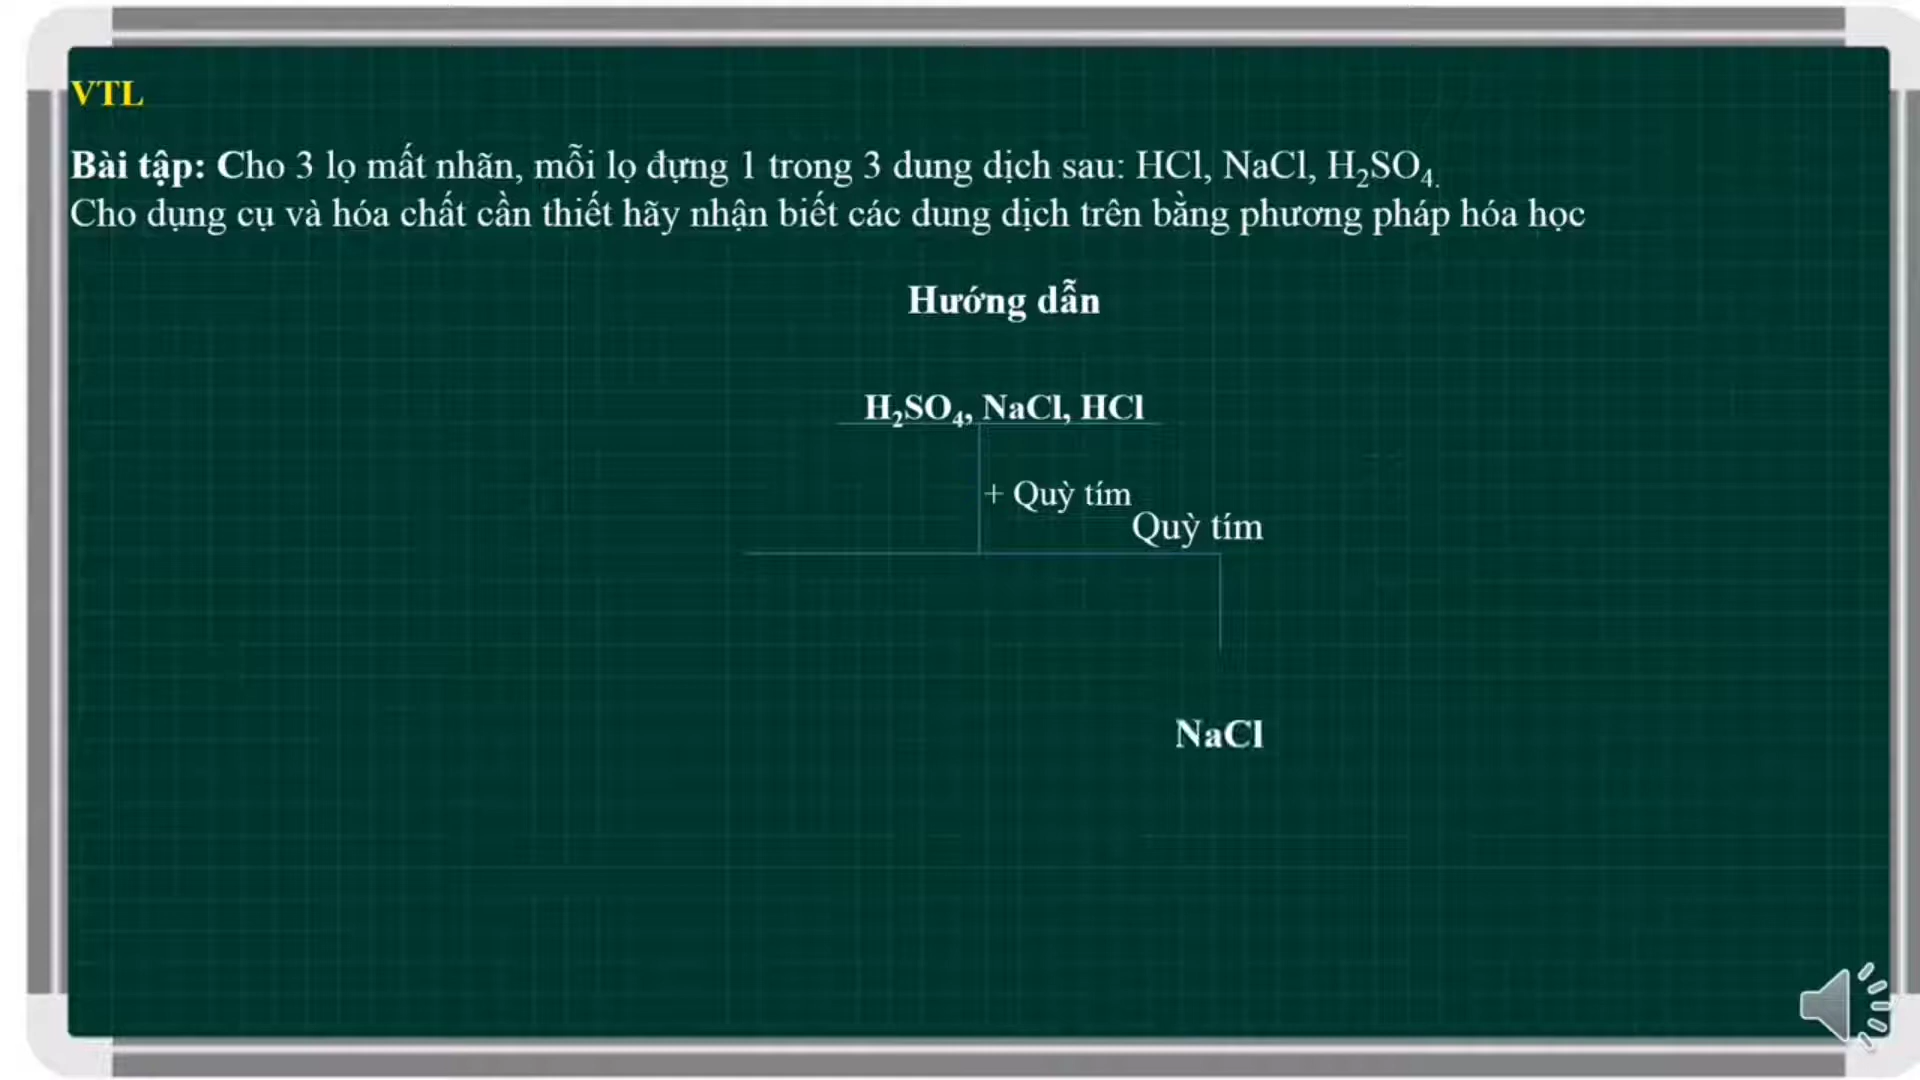 VTL
Bài tập: Cho 3 lọ mất nhãn, mỗi lọ đựng 1 trong 3 dung dịch sau: HCl, NaCl, H₂SO₄.
Cho dụng cụ và hóa chất cần thiết hãy nhận biết các dung dịch trên bằng phương pháp hóa học
Hướng dẫn
H₂SO₄, NaCl, HCl
+ Quỳ tím
Quỳ tím
NaCl